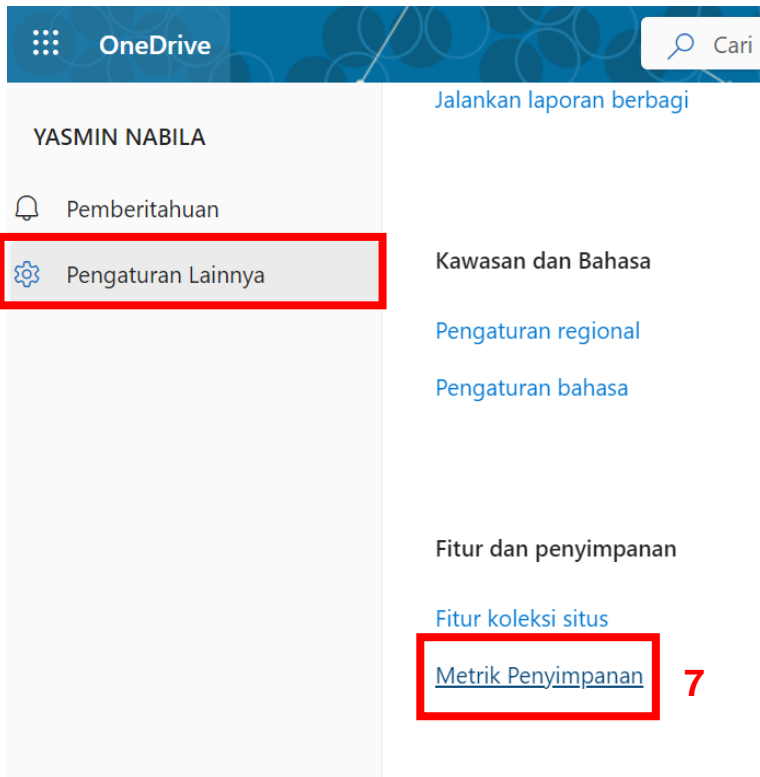 OneDrive
Cari
YASMIN NABILA
Pemberitahuan
Pengaturan Lainnya
Jalankan laporan berbagi
Kawasan dan Bahasa
Pengaturan regional
Pengaturan bahasa
Fitur dan penyimpanan
Fitur koleksi situs
Metrik Penyimpanan
7